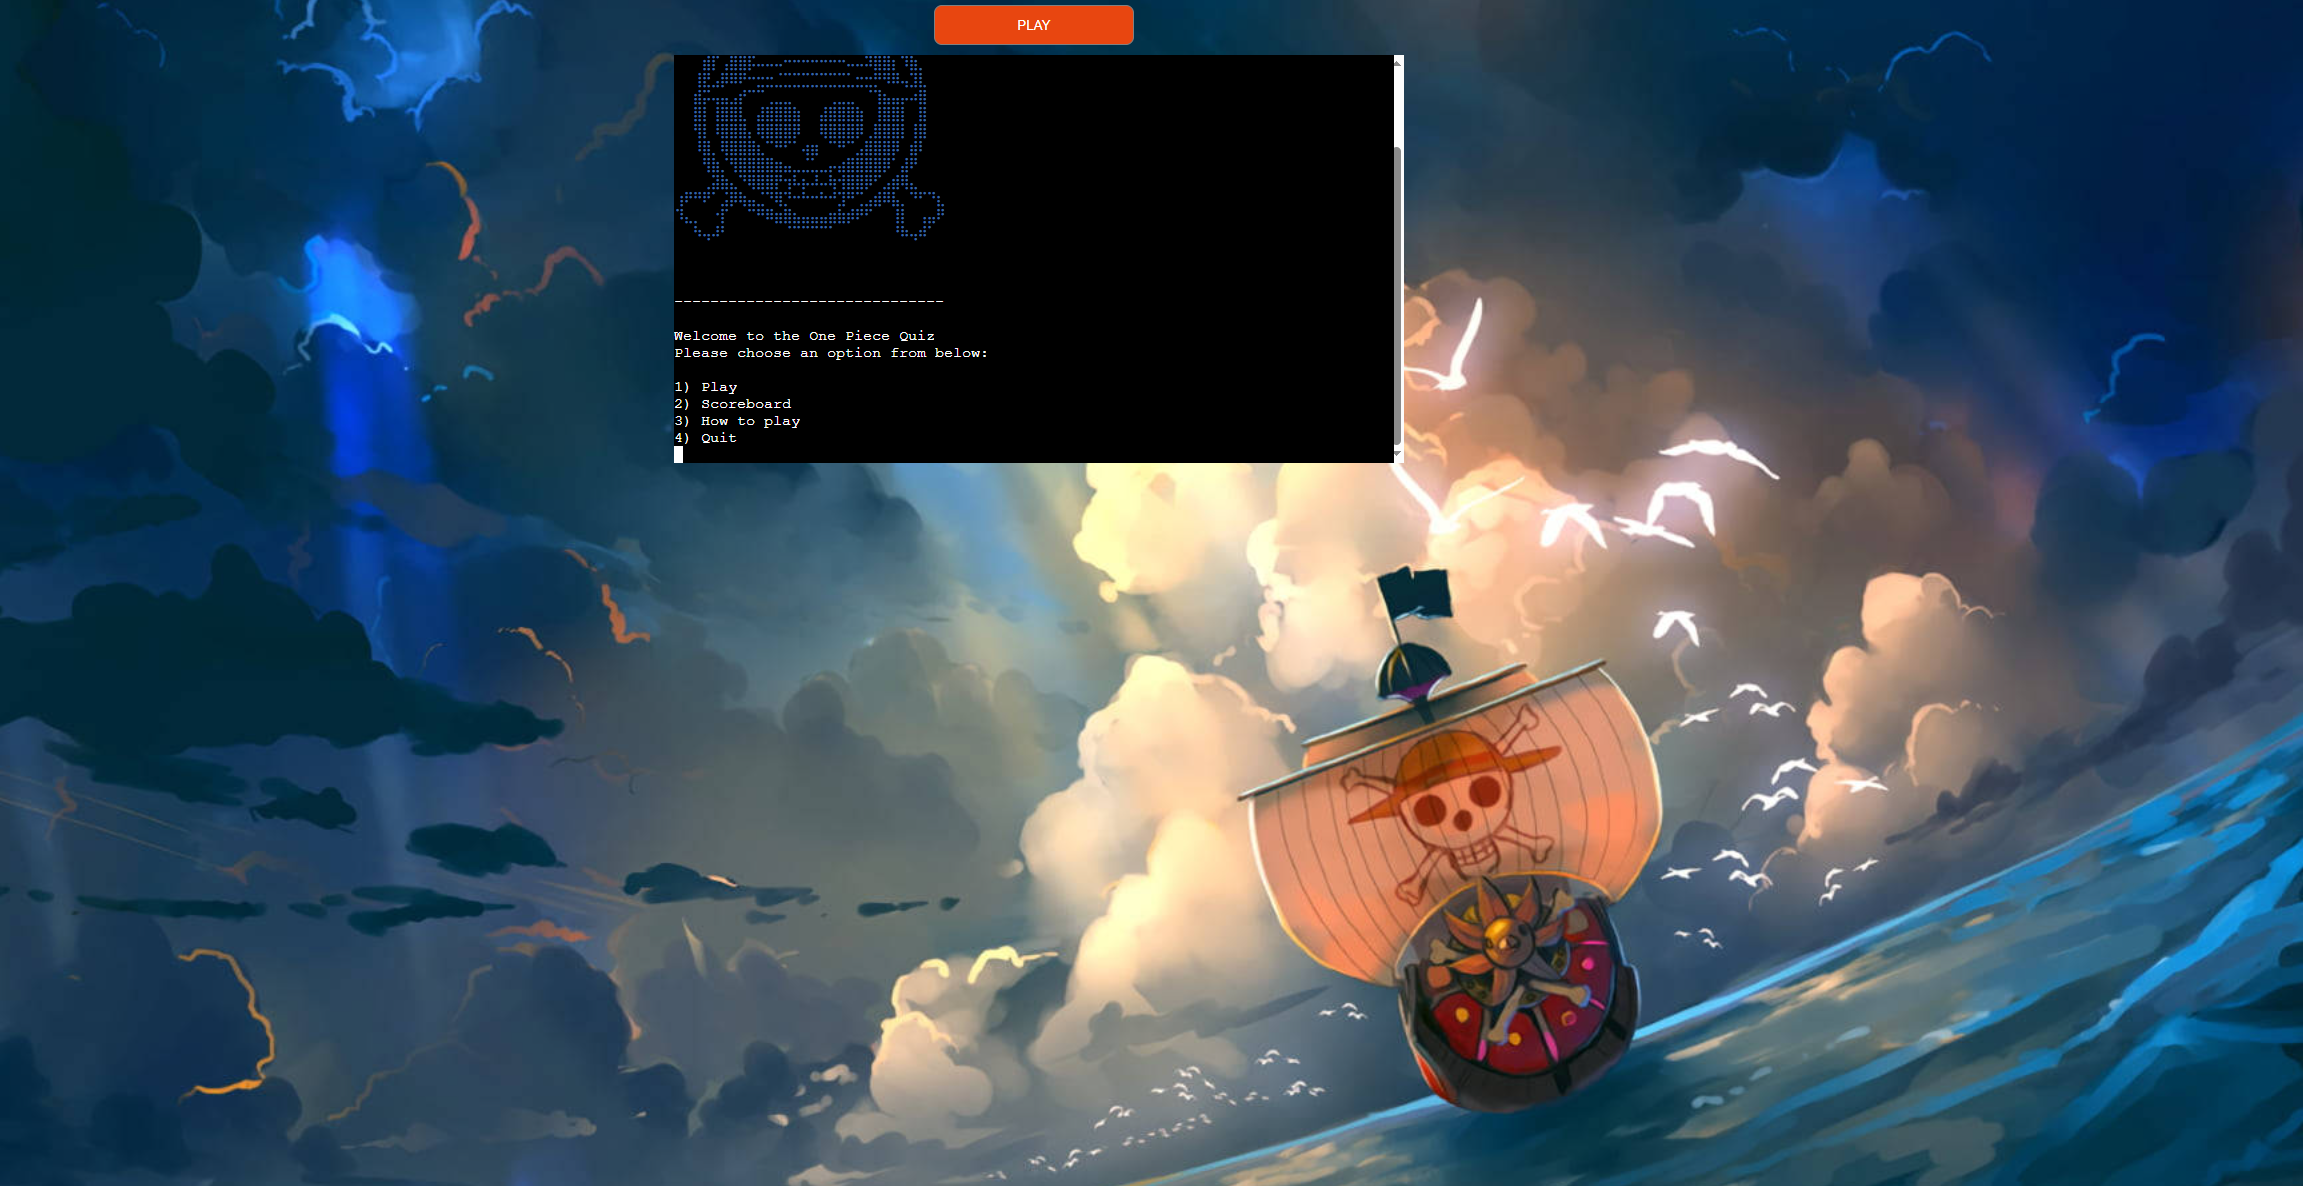 PLAY
------------------------------
Welcome to the One Piece Quiz
Please choose an option from below:
1) Play
2) Scoreboard
3) How to play
4) Quit